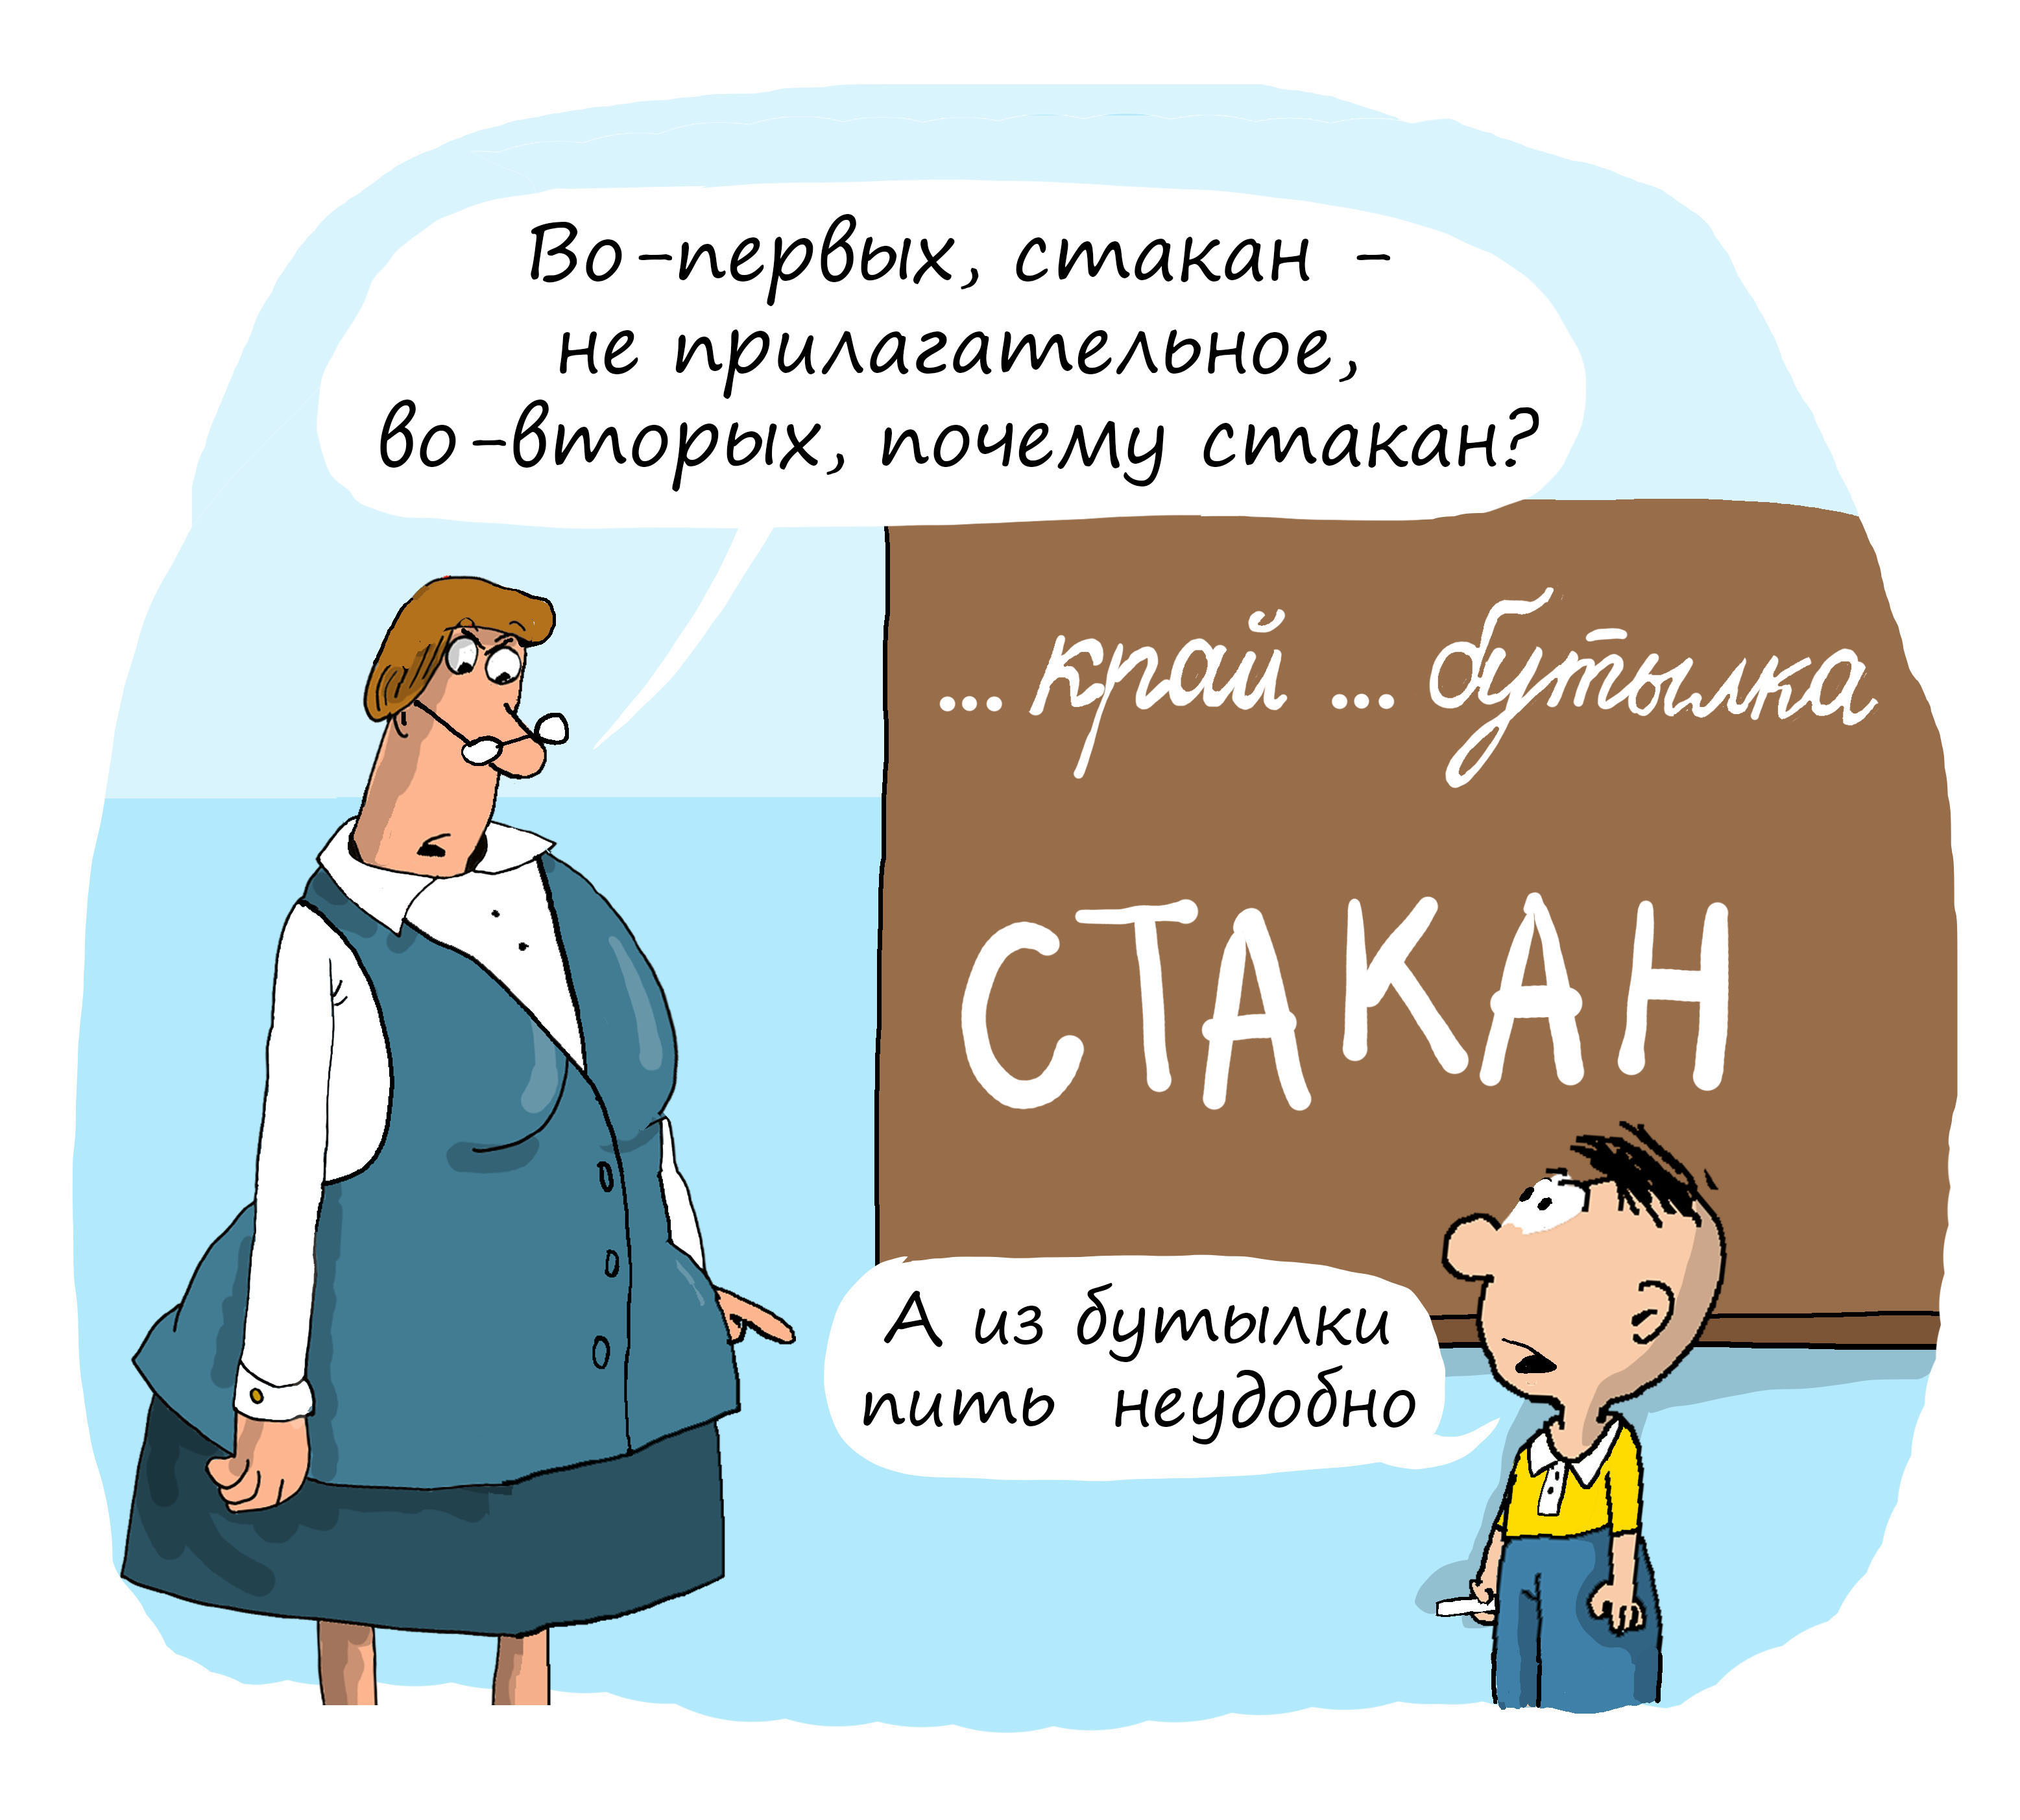 Во-первых, стакан -
не прилагательное,
во-вторых, почему стакан?
... край ... бутылка
СТАКАН
А из бутылки
пить неудобно